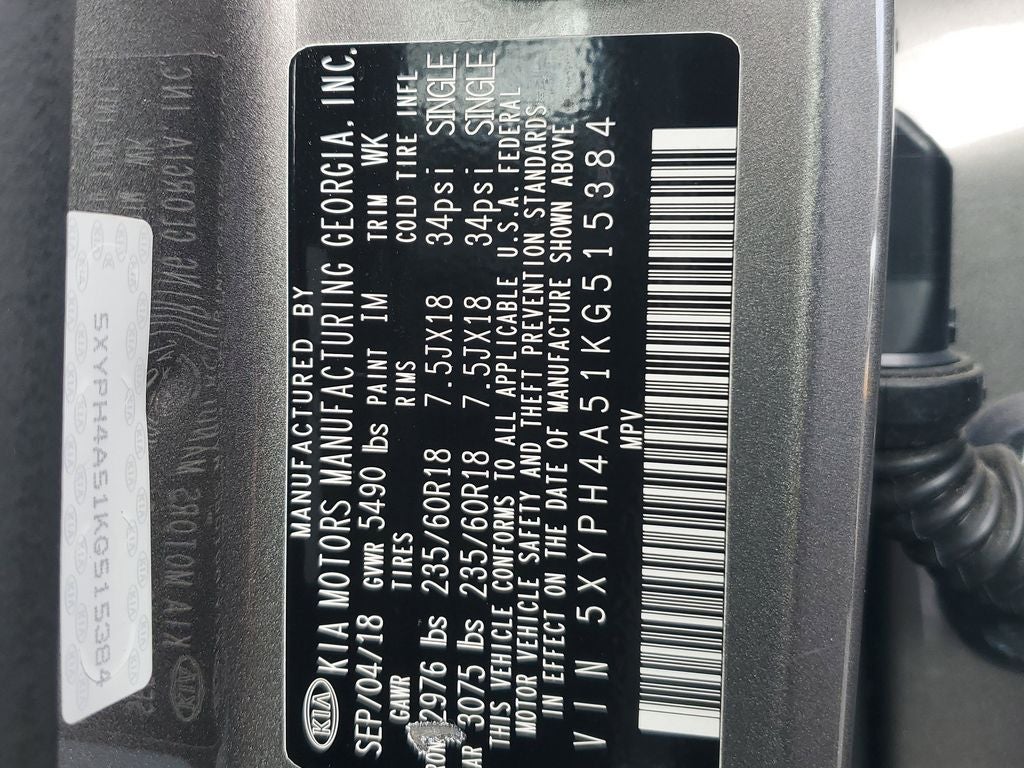 MANUFACTURED BY
KIA KIA MOTORS MANUFACTURING GEORGIA, INC.
SEP/04/18 GVWR 5490 lbs PAINT IM TRIM WK
GAWR TIRES RIMS COLD TIRE INFL
2976 lbs 235/60R18 7.5JX18 34psi SINGLE
3075 lbs 235/60R18 7.5JX18 34psi SINGLE
THIS VEHICLE CONFORMS TO ALL APPLICABLE U.S.A. FEDERAL
MOTOR VEHICLE SAFETY AND THEFT PREVENTION STANDARDS
IN EFFECT ON THE DATE OF MANUFACTURE SHOWN ABOVE
VIN 5XYPH4A51KG515384
MPV
5XYPH4A51KG515384